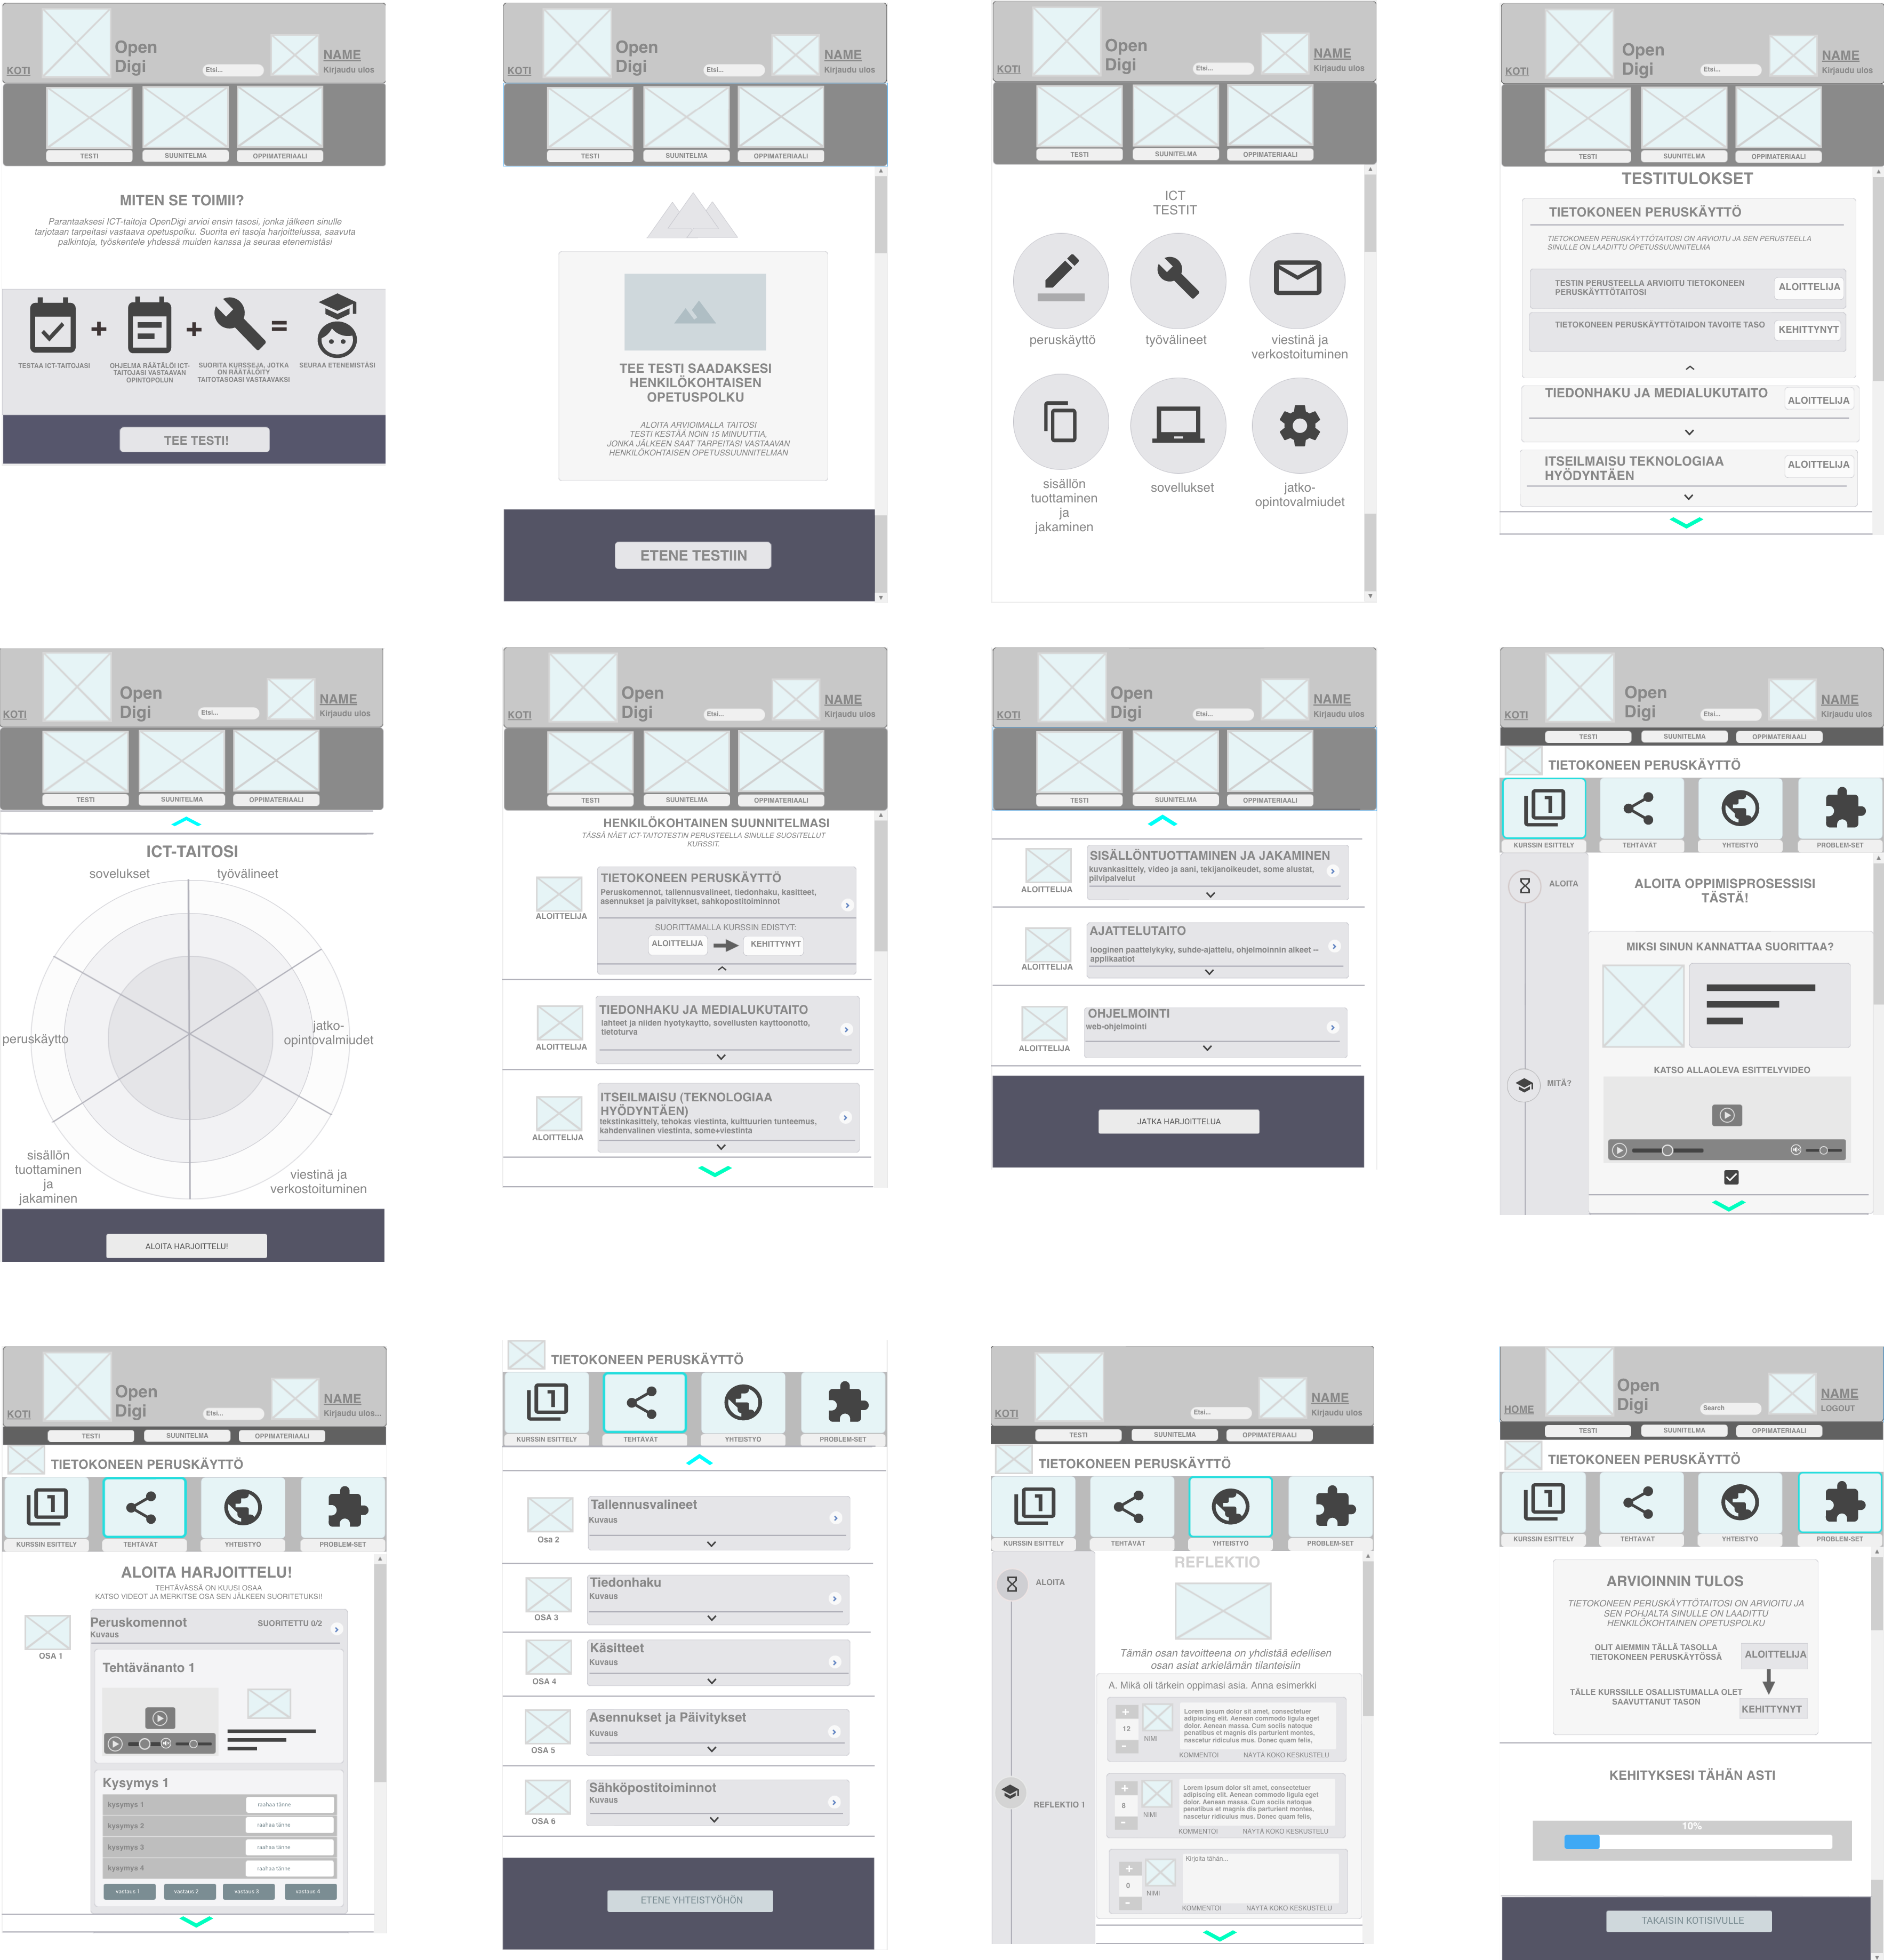 Open
Digi
KOTI
Etsi...
NAME
Kirjaudu ulos
TESTI
SUUNITELMA
OPPIMATERIAALI
MITEN SE TOIMII?
Parantaaksesi ICT-taitoja OpenDigi arvioi ensin tasosi, jonka jälkeen sinulle
tarjotaan tarpeitasi vastaava opetuspolku. Suorita eri tasoja harjoittelussa, saavuta
palkintoja, työskentele yhdessä muiden kanssa ja seuraa etenemistäsi
+
+
=
TESTAA ICT-TAITOJASI
OHJELMA RÄÄTÄLÖI ICT-
TAITOJASI VASTAAVAN
OPINTOPOLUN
SUORITA KURSSEJA, JOTKA
ON RÄÄTÄLÖITY
TAITOTASOASI VASTAAVAKSI
SEURAA ETENEMISTÄSI
TEE TESTI!
Open
Digi
KOTI
Etsi...
NAME
Kirjaudu ulos
TESTI
SUUNITELMA
OPPIMATERIAALI
TEE TESTI SAADAKSESI
HENKILÖKOHTAISEN
OPETUSPOLKU
ALOITA ARVIOIMALLA TAITOSI
TESTI KESTÄÄ NOIN 15 MINUUTTIA,
JONKA JÄLKEEN SAAT TARPEITASI VASTAAVAN
HENKILÖKOHTAISEN OPETUSSUUNNITELMAN
ETENE TESTIIN
Open
Digi
KOTI
Etsi...
NAME
Kirjaudu ulos
TESTI
SUUNITELMA
OPPIMATERIAALI
ICT
TESTIT
peruskäyttö
työvälineet
viestinä ja
verkostoituminen
sisällön
tuottaminen
ja
jakaminen
sovellukset
jatko-
opintovalmiudet
Open
Digi
KOTI
Etsi...
NAME
Kirjaudu ulos
TESTI
SUUNITELMA
OPPIMATERIAALI
TESTITULOKSET
TIETOKONEEN PERUSKÄYTTÖ
TIETOKONEEN PERUSKÄYTTÖTAITOSI ON ARVIOITU JA SEN PERUSTEELLA
SINULLE ON LAADITTU OPETUSSUUNNITELMA
TESTIN PERUSTEELLA ARVIOITU TIETOKONEEN
PERUSKÄYTTÖTAITOSI
ALOITTELIJA
TIETOKONEEN PERUSKÄYTTÖTAIDON TAVOITE TASO
KEHITTYNYT
TIEDONHAKU JA MEDIALUKUTAITO
ALOITTELIJA
ITSEILMAISU TEKNOLOGIAA
HYÖDYNTÄEN
ALOITTELIJA
Open
Digi
KOTI
Etsi...
NAME
Kirjaudu ulos
TESTI
SUUNITELMA
OPPIMATERIAALI
ICT-TAITOSI
sovelukset
työvälineet
peruskäytto
jatko-
opintovalmiudet
sisällön
tuottaminen
ja
jakaminen
viestinä ja
verkostoituminen
ALOITA HARJOITTELU!
Open
Digi
KOTI
Etsi...
NAME
Kirjaudu ulos
TESTI
SUUNITELMA
OPPIMATERIAALI
HENKILÖKOHTAINEN SUUNNITELMASI
TÄSSÄ NÄET ICT-TAITOTESTIN PERUSTEELLA SINULLE SUOSITELLUT
KURSSIT.
ALOITTELIJA
TIETOKONEEN PERUSKÄYTTÖ
Peruskomennot, tallennusvalineet, tiedonhaku, kasitteet,
asennukset ja paivitykset, sahkopostitoiminnot
SUORITTAMALLA KURSSIN EDISTYT:
ALOITTELIJA
KEHITTYNYT
ALOITTELIJA
TIEDONHAKU JA MEDIALUKUTAITO
lahteet ja niiden hyotykaytto, sovellusten kayttoonotto,
tietoturva
ALOITTELIJA
ITSEILMAISU (TEKNOLOGIAA
HYÖDYNTÄEN)
tekstinkasittely, tehokas viestinta, kulttuurien tunteemus,
kahdenvalinen viestinta, some+viestinta
Open
Digi
KOTI
Etsi...
NAME
Kirjaudu ulos
TESTI
SUUNITELMA
OPPIMATERIAALI
ALOITTELIJA
SISÄLLÖNTUOTTAMINEN JA JAKAMINEN
kuvankasittely, video ja aani, tekijanoikeudet, some alustat,
pilvipalvelut
ALOITTELIJA
AJATTELUTAITO
looginen paattelykyky, suhde-ajattelu, ohjelmoinnin alkeet --
applikaatiot
ALOITTELIJA
OHJELMOINTI
web-ohjelmointi
JATKA HARJOITTELUA
Open
Digi
KOTI
Etsi...
NAME
Kirjaudu ulos
TESTI
SUUNITELMA
OPPIMATERIAALI
TIETOKONEEN PERUSKÄYTTÖ
1
KURSSIN ESITTELY
TEHTÄVÄT
YHTEISTYO
PROBLEM-SET
ALOITA
ALOITA OPPIMISPROSESSISI
TÄSTÄ!
MIKSI SINUN KANNATTAA SUORITTAA?
MITÄ?
KATSO ALLAOLEVA ESITTELYVIDEO
Open
Digi
KOTI
Etsi...
NAME
Kirjaudu ulos...
TESTI
SUUNITELMA
OPPIMATERIAALI
TIETOKONEEN PERUSKÄYTTÖ
1
KURSSIN ESITTELY
TEHTÄVÄT
YHTEISTYO
PROBLEM-SET
ALOITA HARJOITTELU!
TEHTÄVÄSSÄ ON KUUSI OSAA
KATSO VIDEOT JA MERKITSE OSA SEN JÄLKEEN SUORITETUKSI!
OSA 1
Peruskomennot
Kuvaus
SUORITETTU 0/2
Tehtävänanto 1
Kysymys 1
kysymys 1
raahaa tänne
kysymys 2
raahaa tänne
kysymys 3
raahaa tänne
kysymys 4
raahaa tänne
vastaus 1
vastaus 2
vastaus 3
vastaus 4
TIETOKONEEN PERUSKÄYTTÖ
1
KURSSIN ESITTELY
TEHTÄVÄT
YHTEISTYO
PROBLEM-SET
Osa 2
Tallennusvalineet
Kuvaus
OSA 3
Tiedonhaku
Kuvaus
OSA 4
Käsitteet
Kuvaus
OSA 5
Asennukset ja Päivitykset
Kuvaus
OSA 6
Sähköpostitoiminnot
Kuvaus
ETENE YHTEISTYÖHÖN
KOTI
Etsi...
NAME
Kirjaudu ulos
TESTI
SUUNITELMA
OPPIMATERIAALI
TIETOKONEEN PERUSKÄYTTÖ
1
KURSSIN ESITTELY
TEHTAVAT
YHTEISTYO
PROBLEM-SET
ALOITA
REFLEKTIO
Tämän osan tavoitteena on yhdistää edellisen
osan asiat arkielämän tilanteisiin
A. Mikä oli tärkein oppimasi asia. Anna esimerkki
+
12
-
NIMI
Lorem ipsum dolor sit amet, consectetuer
adipiscing elit. Aenean commodo ligula eget
dolor. Aenean massa. Cum sociis natoque
penatibus et magnis dis parturient montes,
nascetur ridiculus mus. Donec quam felis,
KOMMENTOI
NÄYTÄ KOKO KESKUSTELU
REFLEKTIO 1
+
8
-
NIMI
Lorem ipsum dolor sit amet, consectetuer
adipiscing elit. Aenean commodo ligula eget
dolor. Aenean massa. Cum sociis natoque
penatibus et magnis dis parturient montes,
nascetur ridiculus mus. Donec quam felis,
KOMMENTOI
NÄYTÄ KOKO KESKUSTELU
+
0
-
NIMI
Kirjoita tähän...
KOMMENTOI
NÄYTÄ KOKO KESKUSTELU
Open
Digi
HOME
Search
NAME
LOGOUT
TESTI
SUUNITELMA
OPPIMATERIAALI
TIETOKONEEN PERUSKÄYTTÖ
1
KURSSIN ESITELY
TEHTAVAT
YHTEISTYO
PROBLEM-SET
ARVIOINNIN TULOS
TIETOKONEEN PERUSKÄYTTÖTAITOSI ON ARVIOITU JA
SEN POHJALTA SINULLE ON LAADITTU
HENKILÖKOHTAINEN OPETUSPOLKU
OLIT AIEMMIN TÄLLÄ TASOLLA
TIETOKONEEN PERUSKÄYTÖSSÄ
ALOITTELIJA
TÄLLE KURSSILLE OSALLISTUMALLA OLET
SAAVUTTANUT TASON
KEHITTYNYT
KEHITYKSESI TÄHÄN ASTI
10%
TAKAISIN KOTISIVULLE